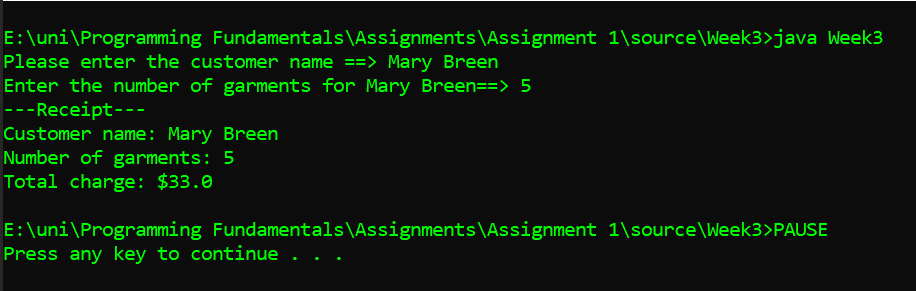 E:\uni\Programming Fundamentals\Assignments\Assignment 1\source\Week3>java Week3
Please enter the customer name ==> Mary Breen
Enter the number of garments for Mary Breen==> 5
---Receipt---
Customer name: Mary Breen
Number of garments: 5
Total charge: $33.0
E:\uni\Programming Fundamentals\Assignments\Assignment 1\source\Week3>PAUSE
Press any key to continue . . .